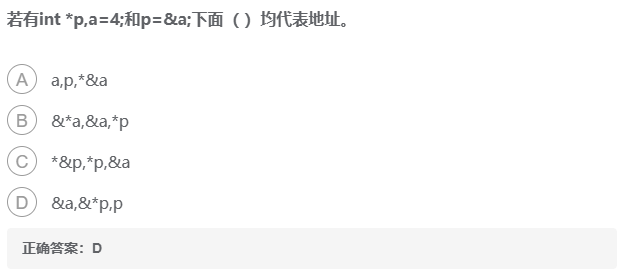 若有int *p,a=4;和p=&a;下面（ ）均代表地址。
A a,p,*&a
B &*a,&a,*p
C *&p,*p,&a
D &a,&*p,p
正确答案：D